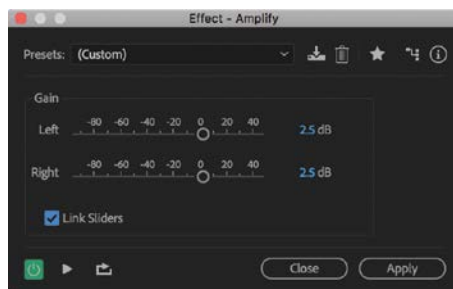 Effect - Amplify
Presets: (Custom)
Gain
-80 -60 -40 -20 0 20 40
Left 2.5 dB
-80 -60 -40 -20 0 20 40
Right 2.5 dB
Link Sliders
Close Apply